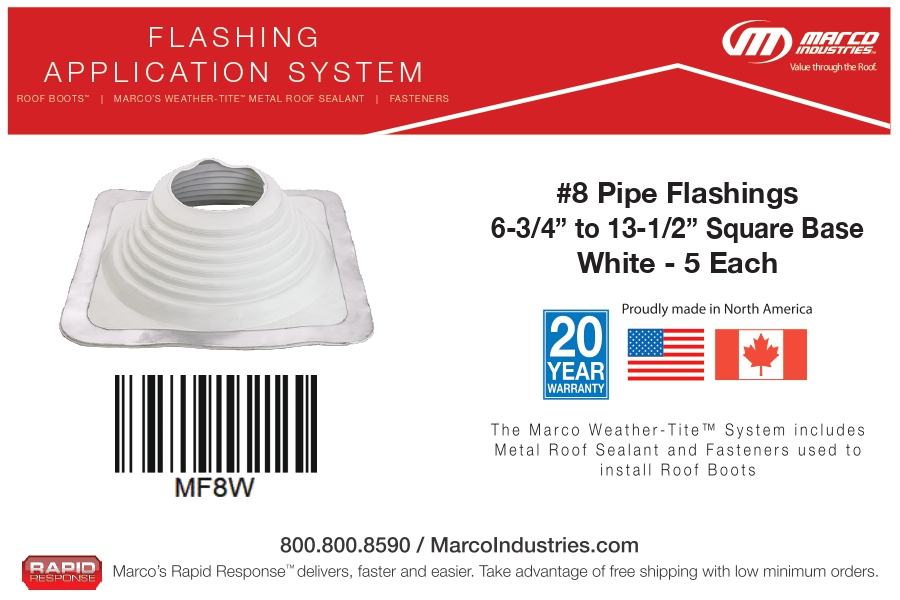 FLASHING
APPLICATION SYSTEM
ROOF BOOTS™ | MARCO'S WEATHER-TITE™ METAL ROOF SEALANT | FASTENERS
MARCO
INDUSTRIES™
Value through the Roof.
#8 Pipe Flashings
6-3/4” to 13-1/2” Square Base
White - 5 Each
Proudly made in North America
20
YEAR
WARRANTY
The Marco Weather-Tite™ System includes
Metal Roof Sealant and Fasteners used to
install Roof Boots
MF8W
800.800.8590 / MarcoIndustries.com
RAPID
RESPONSE
Marco’s Rapid Response™ delivers, faster and easier. Take advantage of free shipping with low minimum orders.